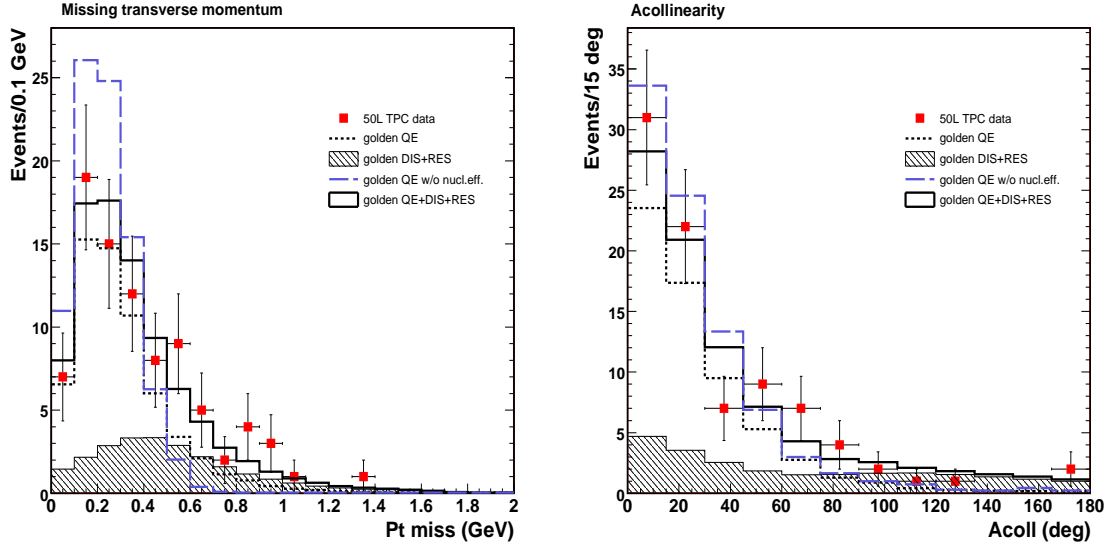 Missing transverse momentum
Events/0.1 GeV
25
20
15
10
5
0
50L TPC data
golden QE
golden DIS+RES
golden QE w/o nucl.eff.
golden QE+DIS+RES
0 0.2 0.4 0.6 0.8 1 1.2 1.4 1.6 1.8 2
Pt miss (GeV)
Acollinearity
Events/15 deg
35
30
25
20
15
10
5
0
50L TPC data
golden QE
golden DIS+RES
golden QE w/o nucl.eff.
golden QE+DIS+RES
0 20 40 60 80 100 120 140 160 180
Acoll (deg)